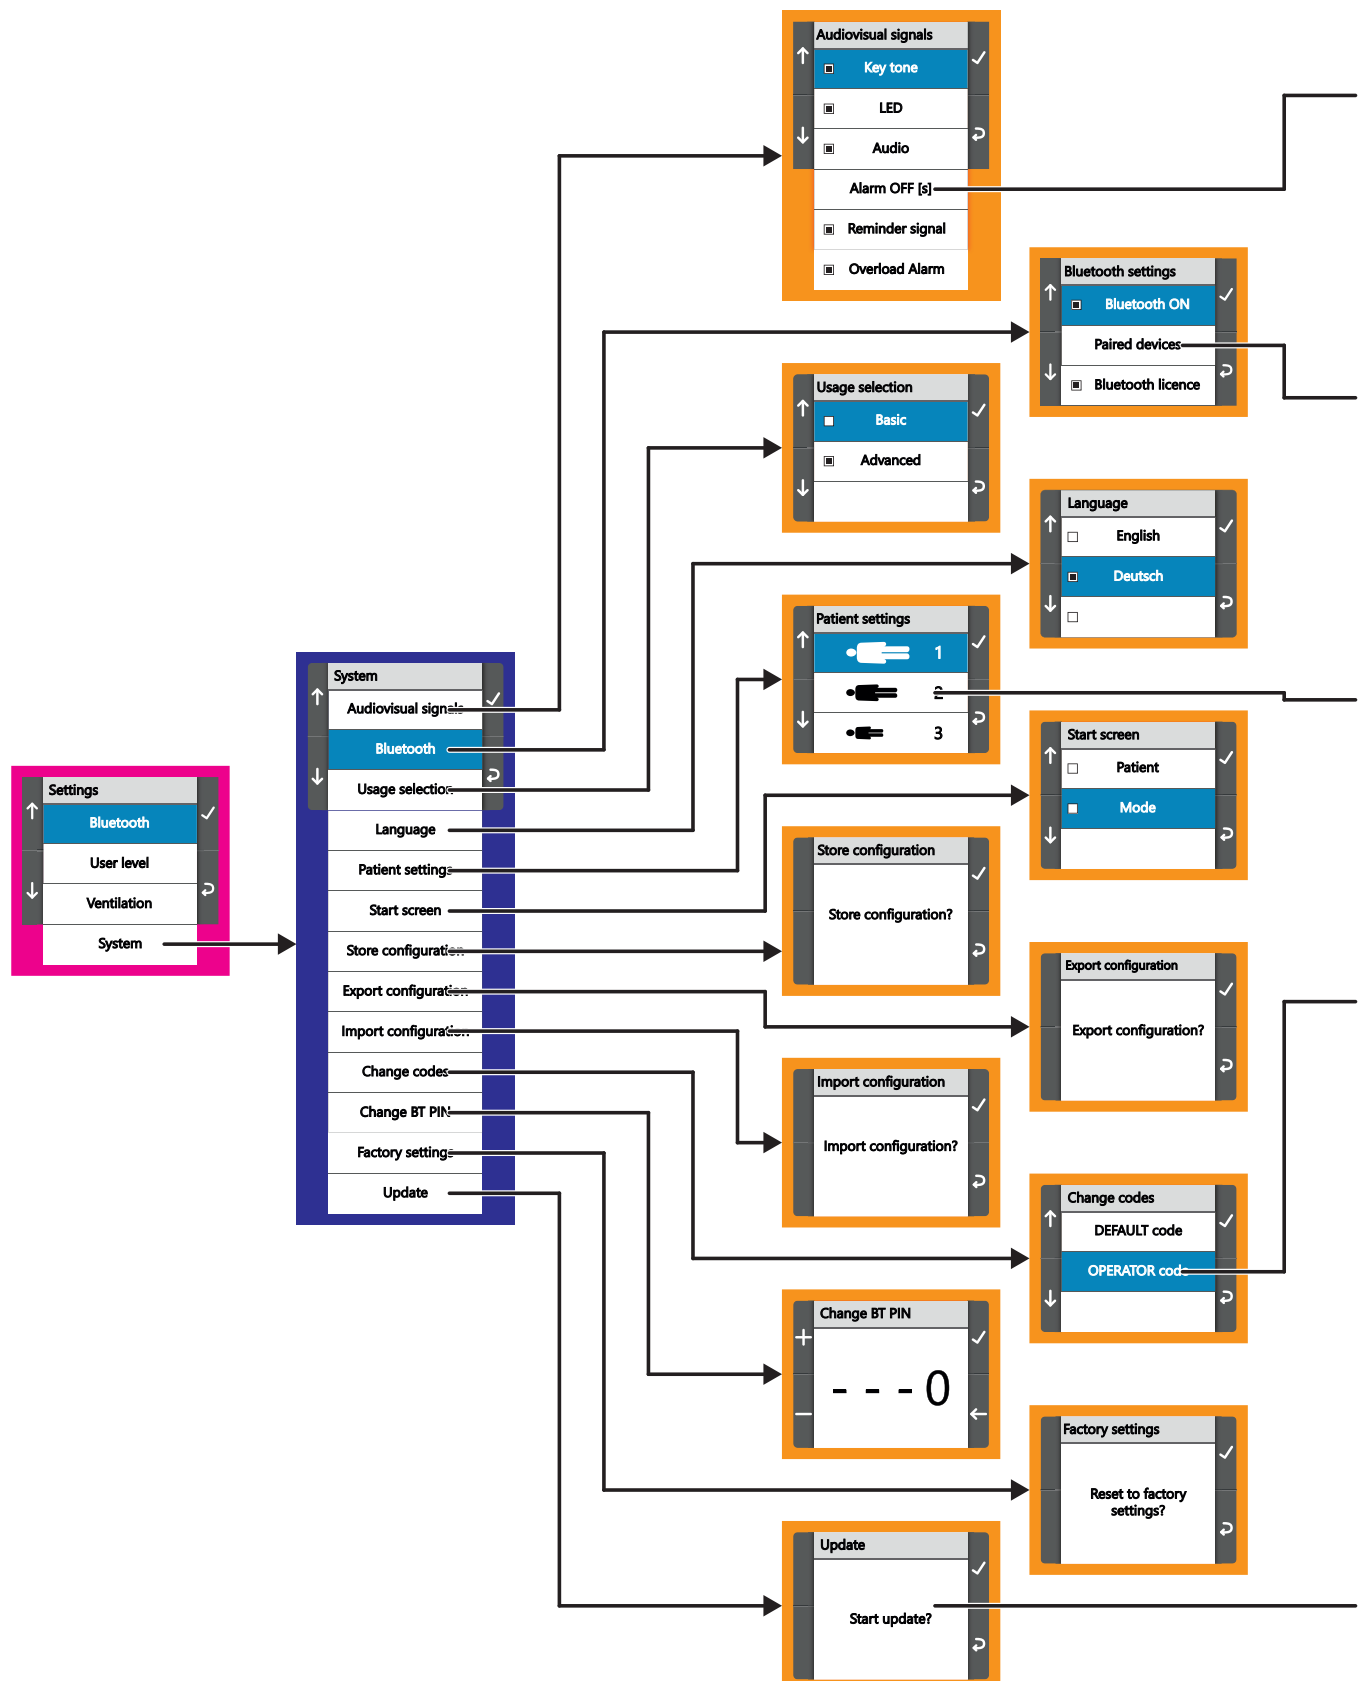 Settings
Bluetooth
User level
Ventilation
System
System
Audiovisual signals
Bluetooth
Usage selection
Language
Patient settings
Start screen
Store configuration
Export configuration
Import configuration
Change codes
Change BT PIN
Factory settings
Update
Audiovisual signals
Key tone
LED
Audio
Alarm OFF [s]
Reminder signal
Overload Alarm
Bluetooth settings
Bluetooth ON
Paired devices
Bluetooth licence
Usage selection
Basic
Advanced
Language
English
Deutsch
Patient settings
1
2
3
Start screen
Patient
Mode
Store configuration
Store configuration?
Export configuration
Export configuration?
Import configuration
Import configuration?
Change codes
DEFAULT code
OPERATOR code
Change BT PIN
- - - 0
Factory settings
Reset to factory
settings?
Update
Start update?